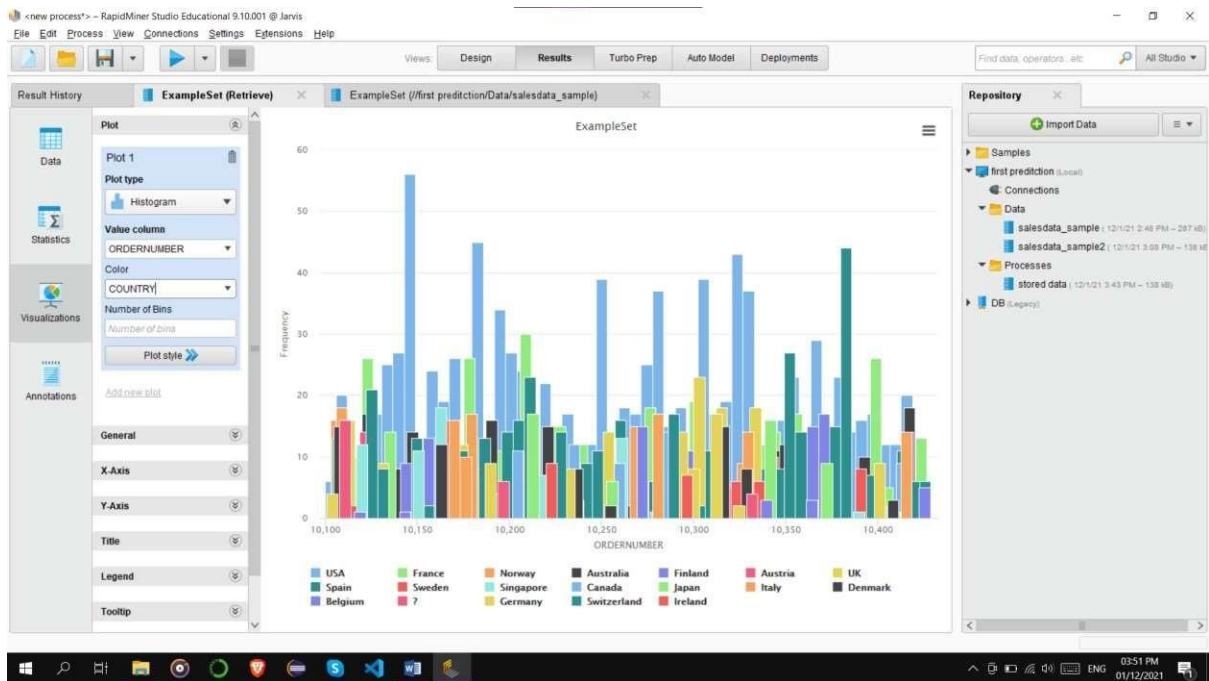 <new process*> – RapidMiner Studio Educational 9.10.001 @ Jarvis
File Edit Process View Connections Settings Extensions Help
Views: Design Results Turbo Prep Auto Model Deployments
Find data, operators...etc All Studio
Result History
ExampleSet (Retrieve)
ExampleSet (//first preditction/Data/salesdata_sample)
Repository
Data
Statistics
Visualizations
Annotations
Plot
Plot 1
Plot type
Histogram
Value column
ORDERNUMBER
Color
COUNTRY
Number of Bins
Number of bins
Plot style
Add new plot
General
X-Axis
Y-Axis
Title
Legend
Tooltip
ExampleSet
Frequency
60
50
40
30
20
10
0
10,100 10,150 10,200 10,250 10,300 10,350 10,400
ORDERNUMBER
USA France Norway Australia Finland Austria UK
Spain Sweden Singapore Canada Japan Italy Denmark
Belgium ? Germany Switzerland Ireland
Import Data
Samples
first preditction (Local)
Connections
Data
salesdata_sample (12/1/21 2:48 PM – 287 kB)
salesdata_sample2 (12/1/21 3:08 PM – 138 kB
Processes
stored data (12/1/21 3:43 PM – 138 kB)
DB (Legacy)
ENG
03:51 PM
01/12/2021